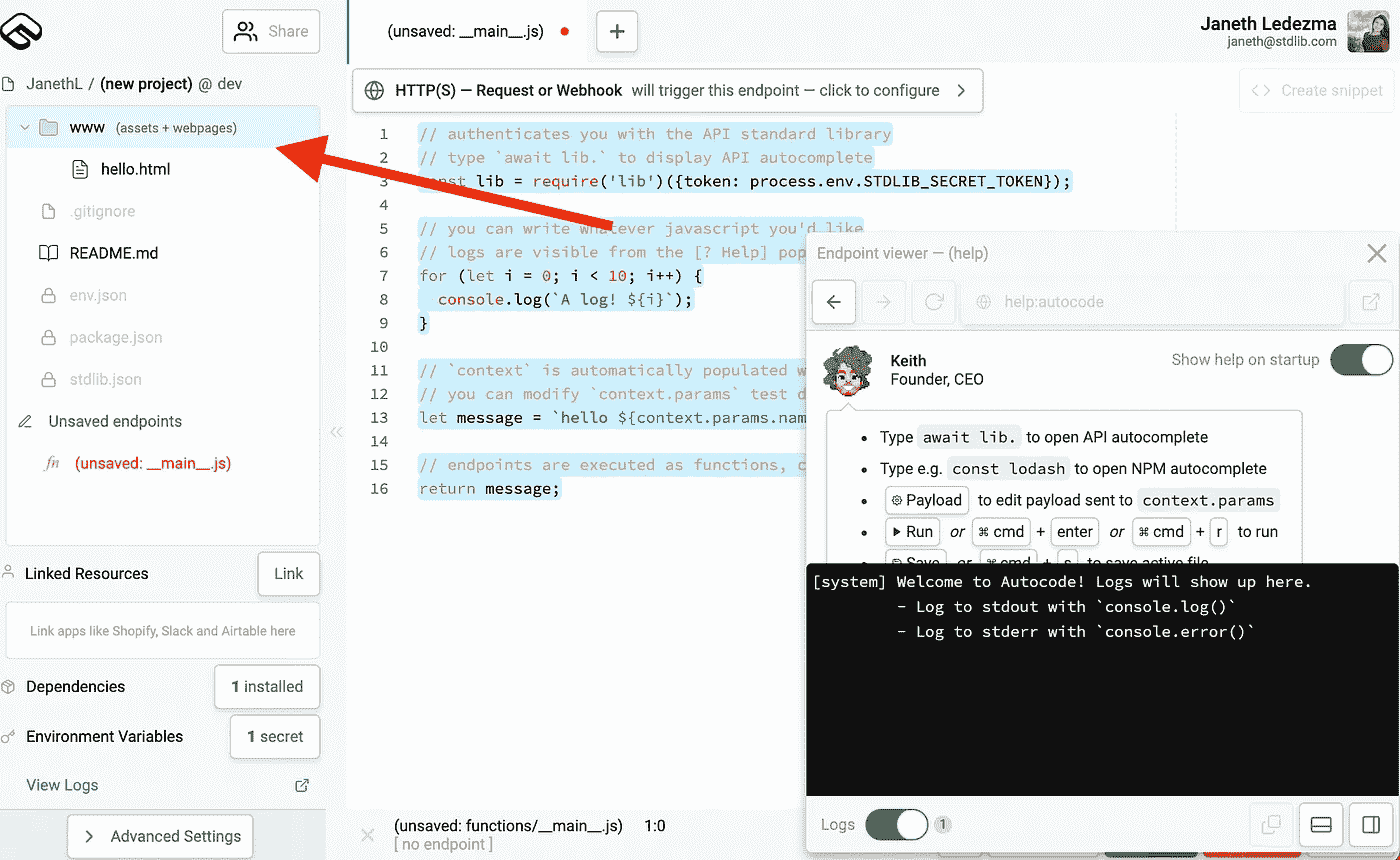 Share
(unsaved: __main__.js)
+
Janeth Ledezma
janeth@stdlib.com
JanethL / (new project) @ dev
HTTP(S) — Request or Webhook will trigger this endpoint — click to configure
Create snippet
www (assets + webpages)
hello.html
.gitignore
README.md
env.json
package.json
stdlib.json
Unsaved endpoints
fn (unsaved: __main__.js)
Linked Resources
Link
Link apps like Shopify, Slack and Airtable here
Dependencies
1 installed
Environment Variables
1 secret
View Logs
Advanced Settings
1 // authenticates you with the API standard library
2 // type `await lib.` to display API autocomplete
3 const lib = require('lib')({token: process.env.STDLIB_SECRET_TOKEN});
4
5 // you can write whatever javascript you'd like
6 // logs are visible from the [? Help] pop
7 for (let i = 0; i < 10; i++) {
8 console.log(`A log! ${i}`);
9 }
10
11 // `context` is automatically populated w
12 // you can modify `context.params` test d
13 let message = `hello ${context.params.nam
14
15 // endpoints are executed as functions, c
16 return message;
Endpoint viewer — (help)
help:autocode
Keith
Founder, CEO
Show help on startup
• Type await lib. to open API autocomplete
• Type e.g. const lodash to open NPM autocomplete
• Payload to edit payload sent to context.params
• Run or ⌘ cmd + enter or ⌘ cmd + r to run
• Save or ⌘ cmd + s to save active file
[system] Welcome to Autocode! Logs will show up here.
- Log to stdout with `console.log()`
- Log to stderr with `console.error()`
Logs
1
(unsaved: functions/__main__.js) 1:0
[ no endpoint ]